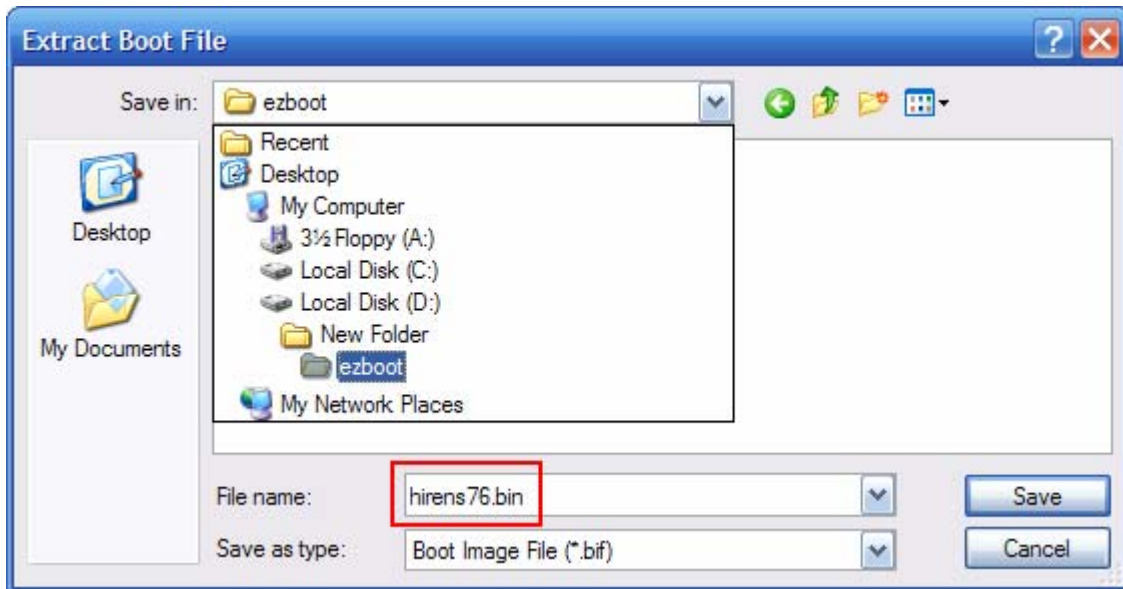 Extract Boot File
Save in:
ezboot
Recent
Desktop
My Computer
3½ Floppy (A:)
Local Disk (C:)
Local Disk (D:)
New Folder
ezboot
My Network Places
Desktop
My Documents
File name:
hirens76.bin
Save
Save as type:
Boot Image File (*.bif)
Cancel